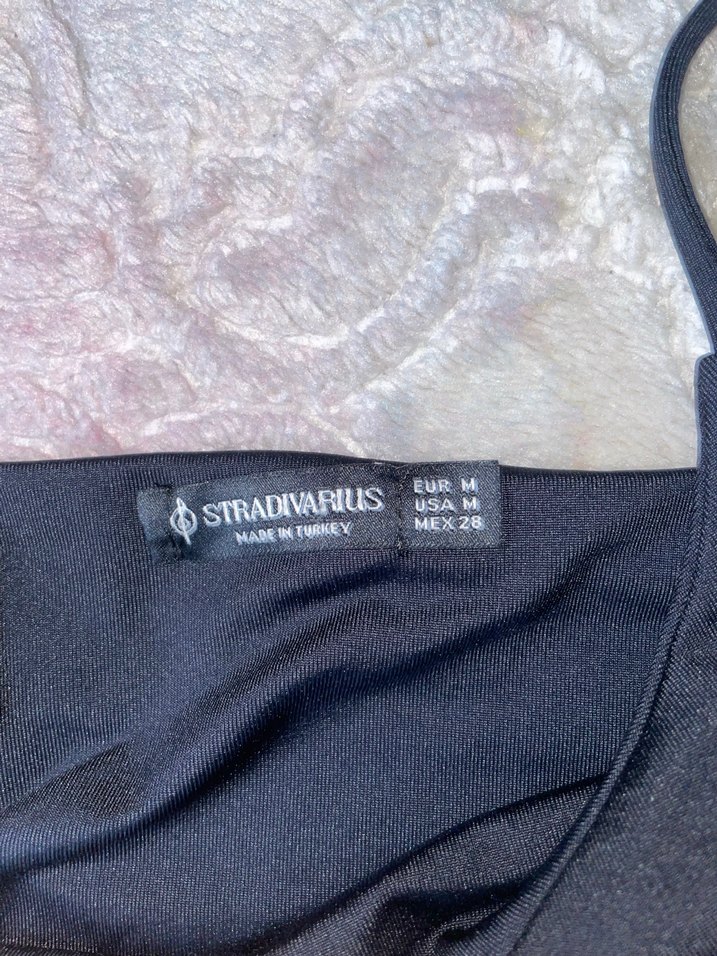 STRADIVARIUS
MADE IN TURKEY
EUR M
USA M
MEX 28